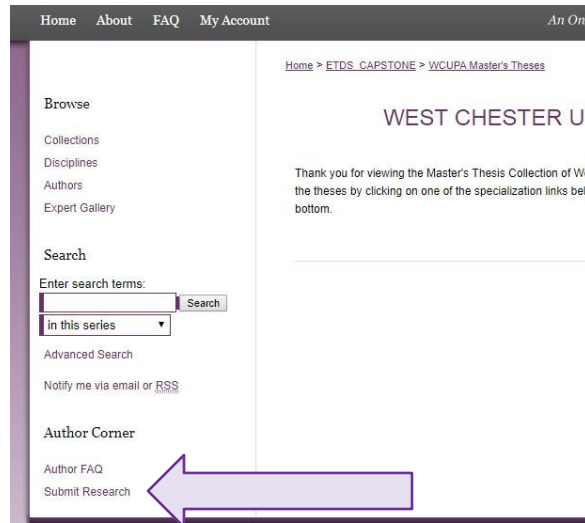 Home About FAQ My Account An On
Home > ETDS_CAPSTONE > WCUPA Master's Theses
Browse
Collections
Disciplines
Authors
Expert Gallery
WEST CHESTER U
Thank you for viewing the Master's Thesis Collection of W
the theses by clicking on one of the specialization links be
bottom.
Search
Enter search terms:
Search
in this series
Advanced Search
Notify me via email or RSS
Author Corner
Author FAQ
Submit Research